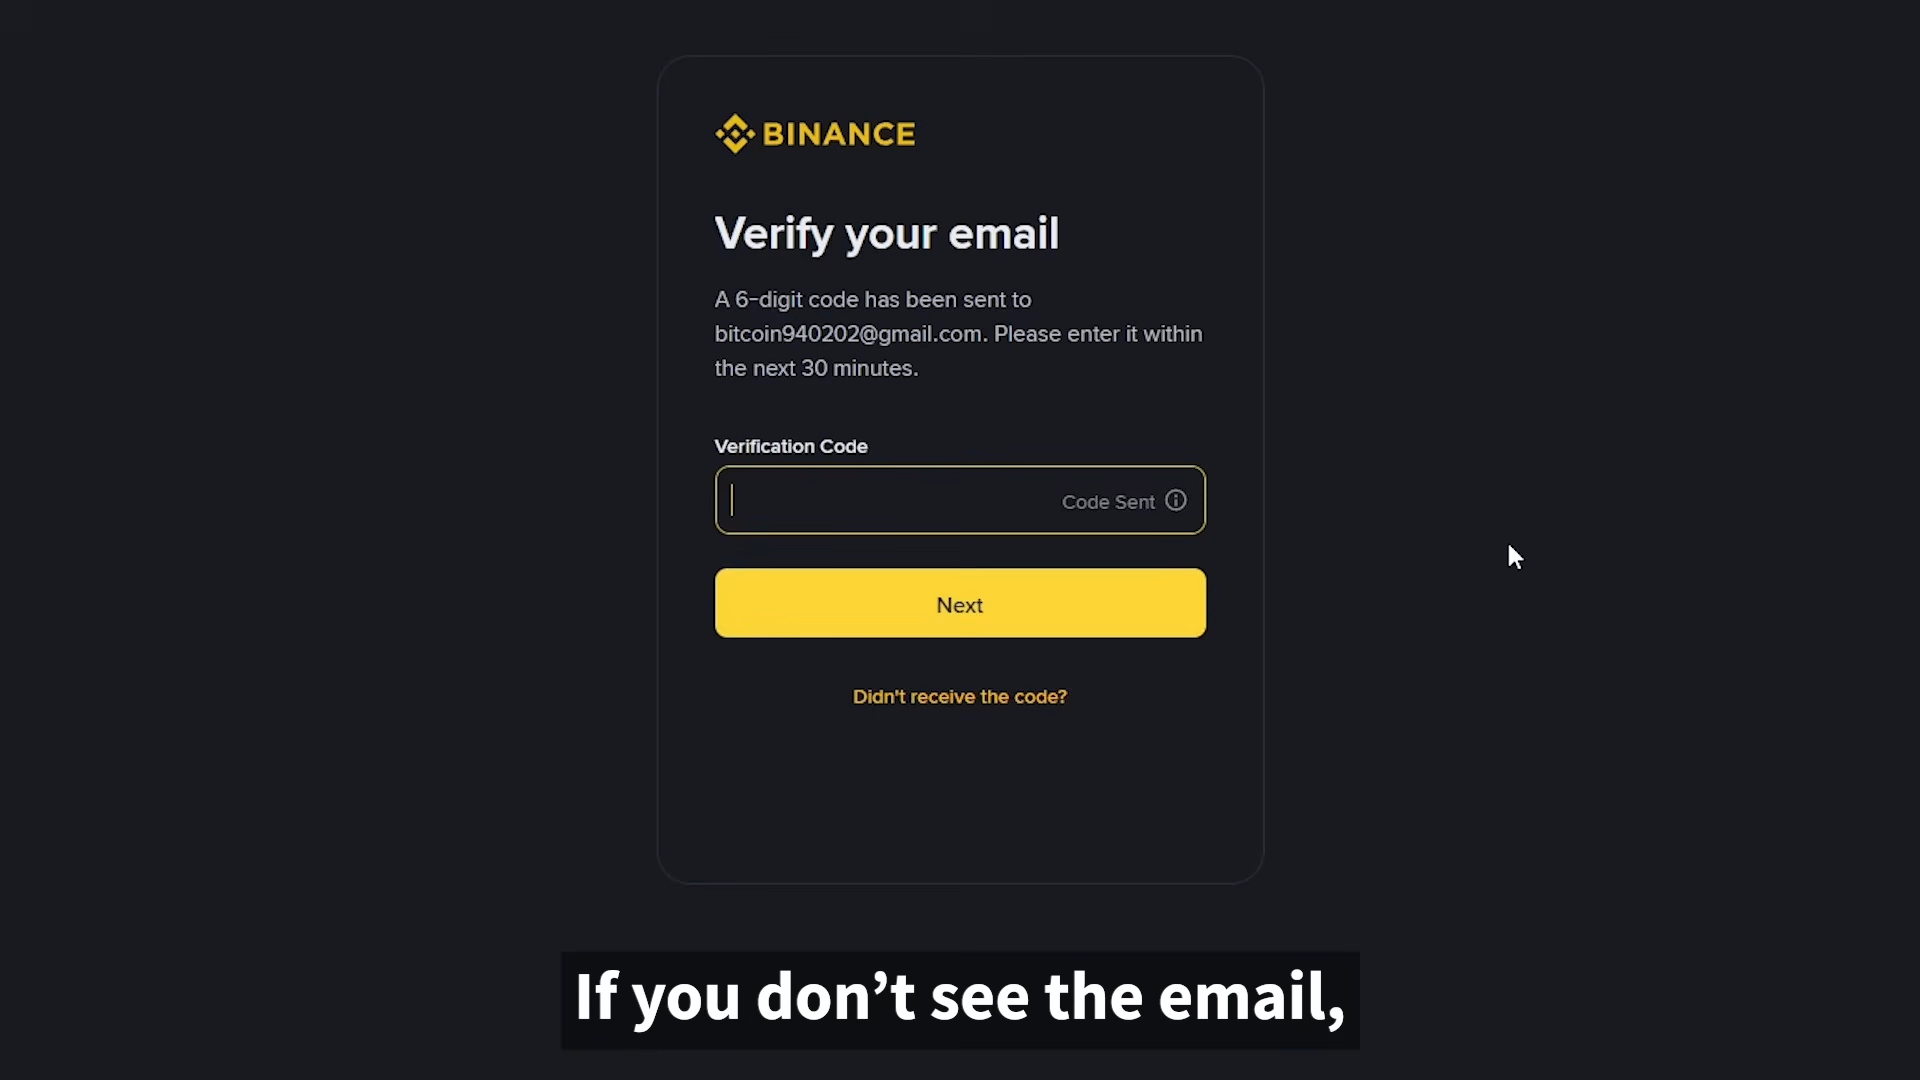 BINANCE
Verify your email
A 6-digit code has been sent to
bitcoin940202@gmail.com. Please enter it within
the next 30 minutes.
Verification Code
Code Sent
Next
Didn't receive the code?
If you don’t see the email,